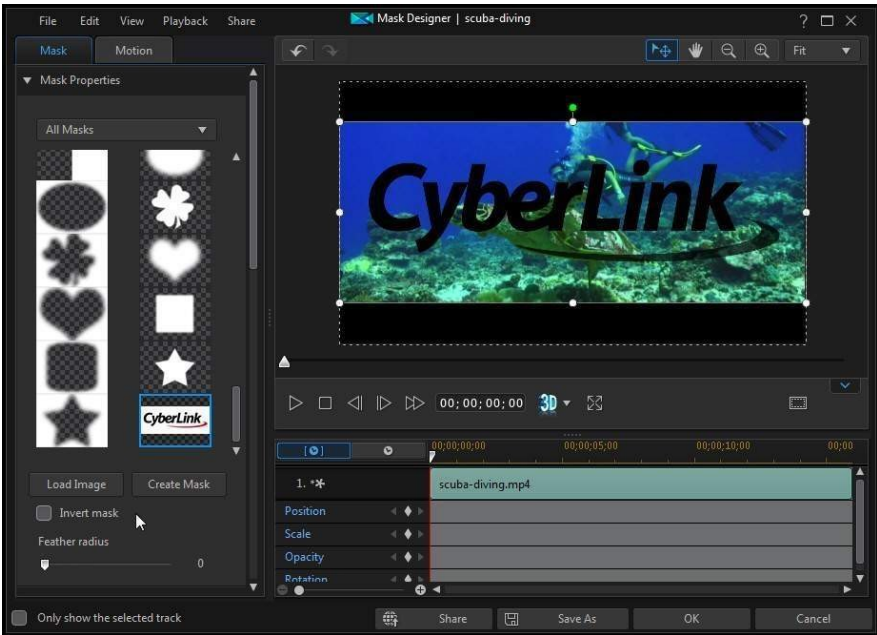 File Edit View Playback Share Mask Designer | scuba-diving ?
Mask Motion
Fit
Mask Properties
All Masks
CyberLink
CyberLink
00;00;00;00 3D
00;00;00;00 00;00;05;00 00;00;10;00 00;00
1.
scuba-diving.mp4
Load Image Create Mask
Position
Invert mask
Scale
Feather radius
Opacity
0
Rotation
Only show the selected track Share Save As OK Cancel